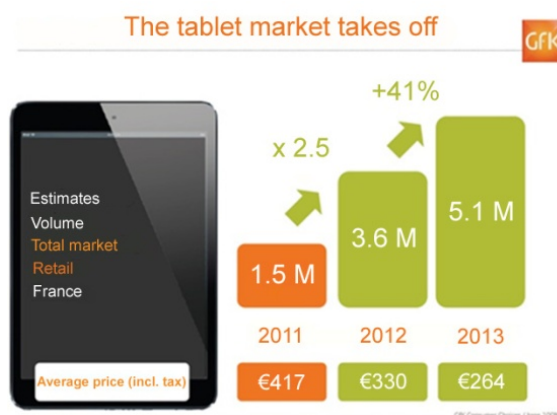 The tablet market takes off
GfK
+41%
x 2.5
Estimates
Volume
Total market
Retail
France
1.5 M
3.6 M
5.1 M
2011
2012
2013
Average price (incl. tax)
€417
€330
€264